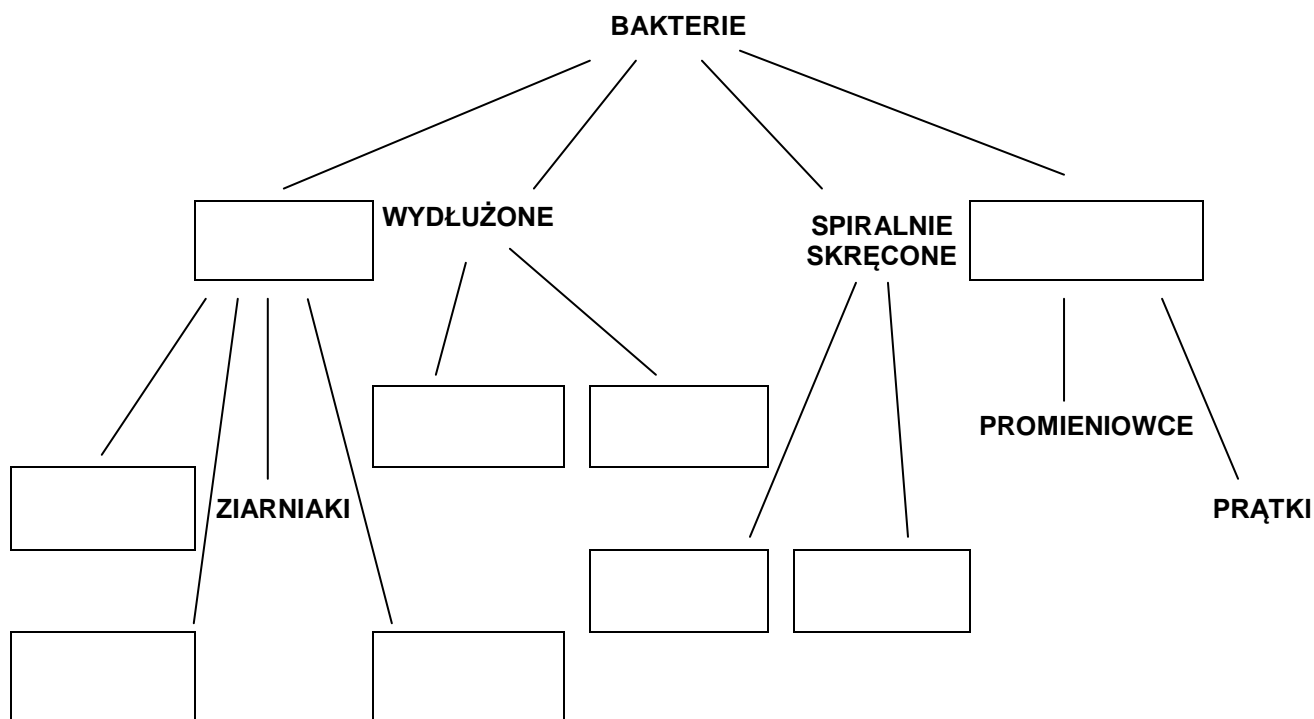 BAKTERIE
WYDŁUŻONE
SPIRALNIE
SKRĘCONE
PROMIENIOWCE
ZIARNIAKI
PRĄTKI